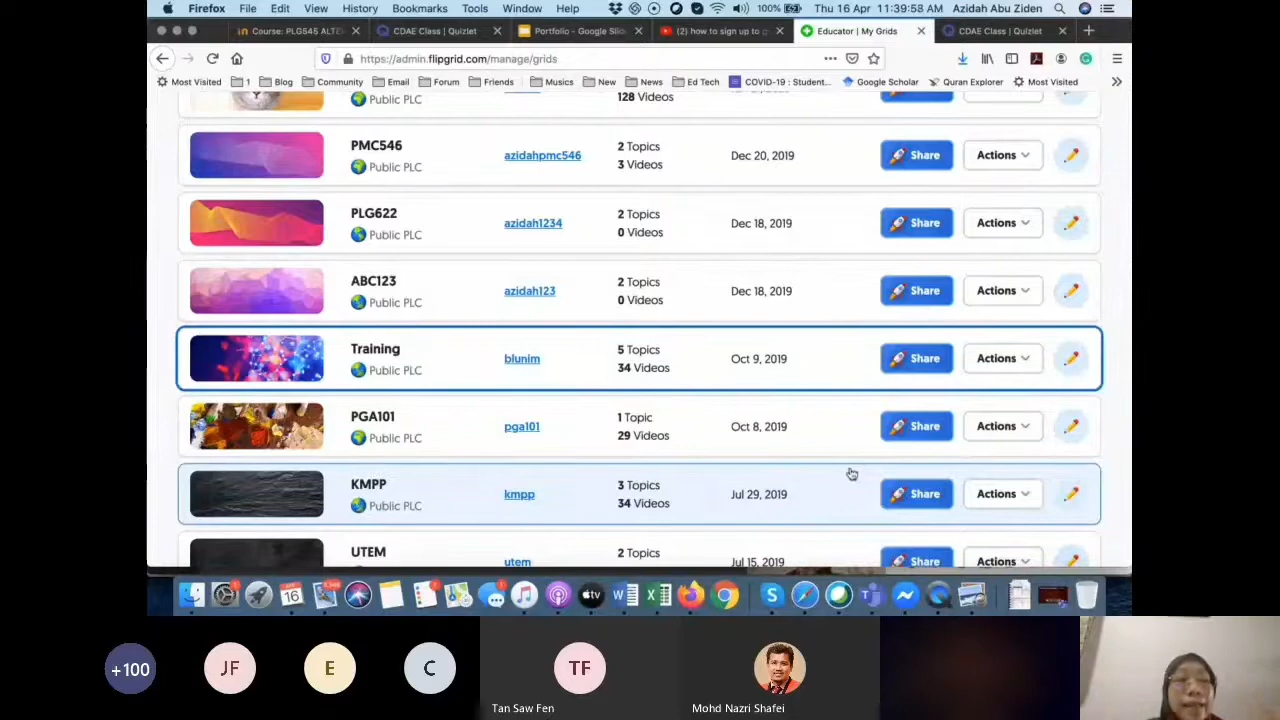 Firefox File Edit View History Bookmarks Tools Window Help 100% Thu 16 Apr 11:39:58 AM Azidah Abu Ziden
Course: PLG545 ALTE CDAE Class | Quizlet Portfolio - Google Slid (2) how to sign up to q Educator | My Grids CDAE Class | Quizlet
https://admin.flipgrid.com/manage/grids
Most Visited 1 Blog Community Email Forum Friends Musics New News Ed Tech COVID-19 : Student... Google Scholar Quran Explorer Most Visited
Public PLC 128 Videos
PMC546
Public PLC
azidahpmc546
2 Topics
3 Videos
Dec 20, 2019
Share
Actions
PLG622
Public PLC
azidah1234
2 Topics
0 Videos
Dec 18, 2019
Share
Actions
ABC123
Public PLC
azidah123
2 Topics
0 Videos
Dec 18, 2019
Share
Actions
Training
Public PLC
blunim
5 Topics
34 Videos
Oct 9, 2019
Share
Actions
PGA101
Public PLC
pga101
1 Topic
29 Videos
Oct 8, 2019
Share
Actions
KMPP
Public PLC
kmpp
3 Topics
34 Videos
Jul 29, 2019
Share
Actions
UTEM
utem
2 Topics
Jul 15, 2019
Share
Actions
16
tv
+100
JF
E
C
TF
Tan Saw Fen
Mohd Nazri Shafei